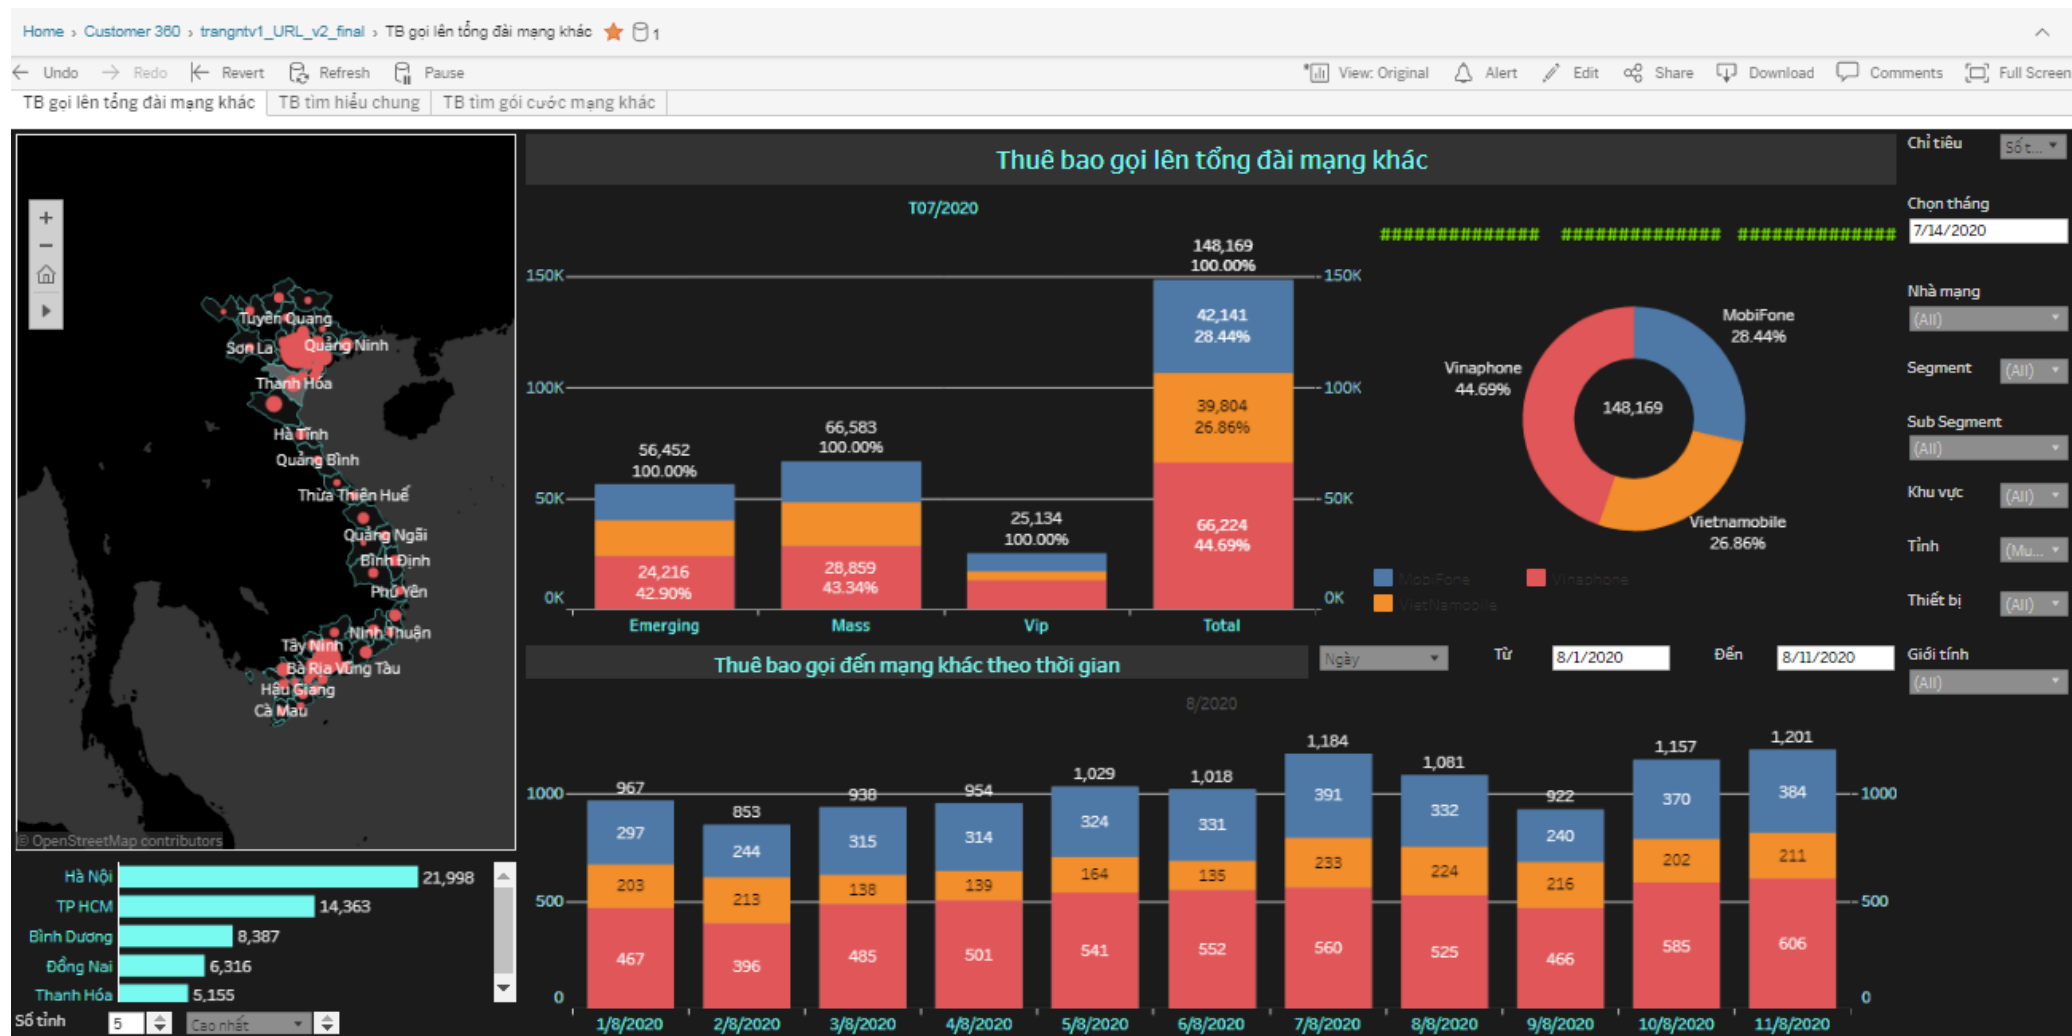 Home › Customer 360 › trangntv1_URL_v2_final › TB gọi lên tổng đài mạng khác 1
Undo Redo Revert Refresh Pause View: Original Alert Edit Share Download Comments Full Screen
TB gọi lên tổng đài mạng khác TB tìm hiểu chung TB tìm gói cước mạng khác
Thuê bao gọi lên tổng đài mạng khác
T07/2020
150K
100K
50K
0K
56,452
100.00%
24,216
42.90%
Emerging
66,583
100.00%
28,859
43.34%
Mass
25,134
100.00%
Vip
148,169
100.00%
42,141
28.44%
39,804
26.86%
66,224
44.69%
Total
150K
100K
50K
0K
############## ############## ##############
MobiFone
28.44%
Vinaphone
44.69%
148,169
Vietnamobile
26.86%
MobiFone Vinaphone
VietNamobile
Chỉ tiêu Số t...
Chọn tháng
7/14/2020
Nhà mạng
(All)
Segment (All)
Sub Segment
(All)
Khu vực (All)
Tỉnh (Mu...
Thiết bị (All)
Giới tính
(All)
Tuyên Quang
Sơn La Quảng Ninh
Thanh Hóa
Hà Tĩnh
Quảng Bình
Thừa Thiên Huế
Quảng Ngãi
Bình Định
Phú Yên
Ninh Thuận
Tây Ninh
Bà Rịa Vũng Tàu
Hậu Giang
Cà Mau
© OpenStreetMap contributors
Hà Nội 21,998
TP HCM 14,363
Bình Dương 8,387
Đồng Nai 6,316
Thanh Hóa 5,155
Số tỉnh 5 Cao nhất
Thuê bao gọi đến mạng khác theo thời gian
Ngày Từ 8/1/2020 Đến 8/11/2020
8/2020
1000
500
0
967
297
203
467
1/8/2020
853
244
213
396
2/8/2020
938
315
138
485
3/8/2020
954
314
139
501
4/8/2020
1,029
324
164
541
5/8/2020
1,018
331
135
552
6/8/2020
1,184
391
233
560
7/8/2020
1,081
332
224
525
8/8/2020
922
240
216
466
9/8/2020
1,157
370
202
585
10/8/2020
1,201
384
211
606
11/8/2020
1000
500
0